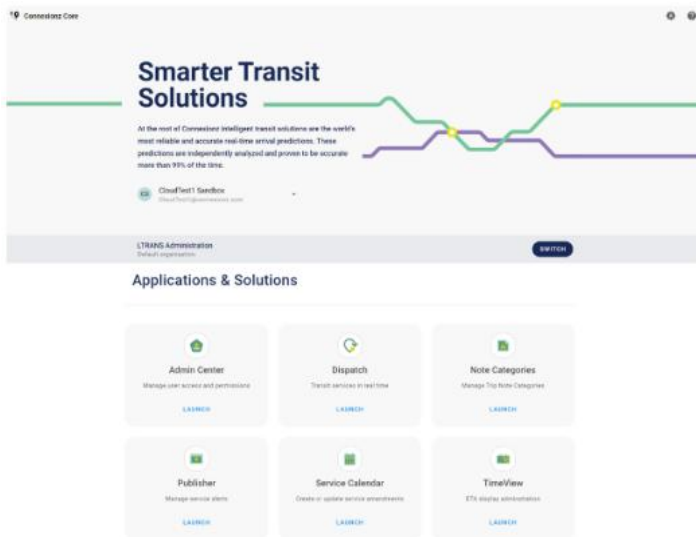 Connexionz Core
Smarter Transit
Solutions
At the root of Connexionz intelligent transit solutions are the world's
most reliable and accurate real-time arrival predictions. These
predictions are independently analyzed and proven to be accurate
more than 99% of the time.
CloudTest1 Sandbox
CloudTest1@connexionz.com
LTRANS Administration
Default organisation
SWITCH
Applications & Solutions
Admin Center
Manage user access and permissions
LAUNCH
Dispatch
Transit services in real time
LAUNCH
Note Categories
Manage Trip Note Categories
LAUNCH
Publisher
Manage service alerts
LAUNCH
Service Calendar
Create or update service amendments
LAUNCH
TimeView
ETA display administration
LAUNCH